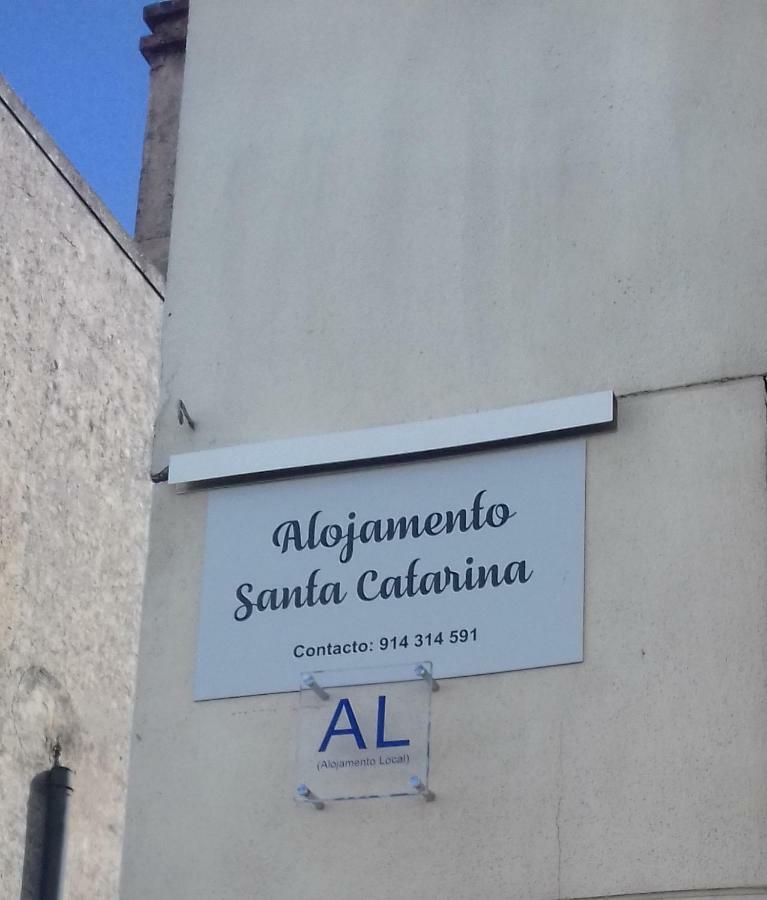 Alojamento
Santa Catarina
Contacto: 914 314 591
AL
(Alojamento Local)